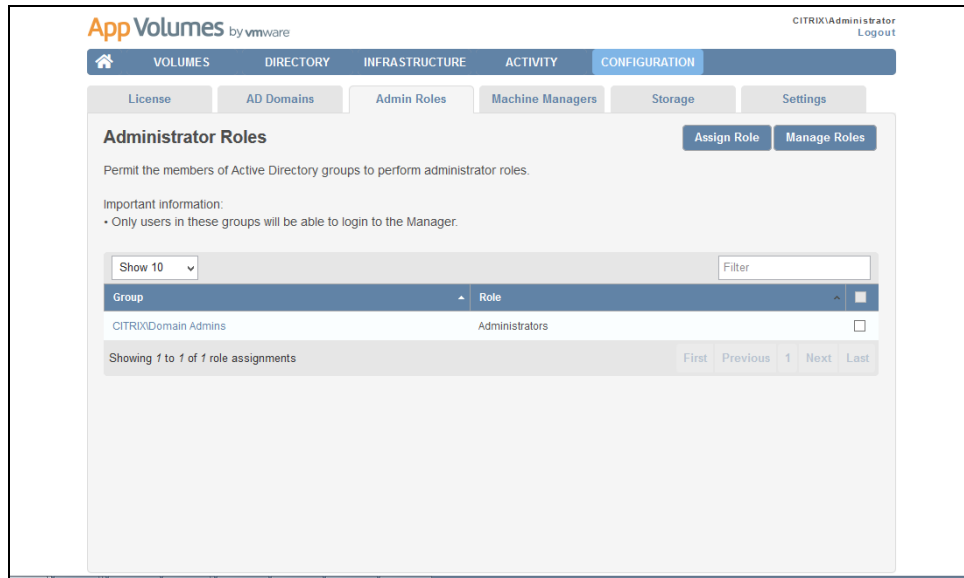 App Volumes by vmware
CITRIX\Administrator
Logout
VOLUMES DIRECTORY INFRASTRUCTURE ACTIVITY CONFIGURATION
License AD Domains Admin Roles Machine Managers Storage Settings
Administrator Roles Assign Role Manage Roles
Permit the members of Active Directory groups to perform administrator roles.
Important information:
• Only users in these groups will be able to login to the Manager.
Show 10 Filter
Group Role
CITRIX\Domain Admins Administrators
Showing 1 to 1 of 1 role assignments First Previous 1 Next Last